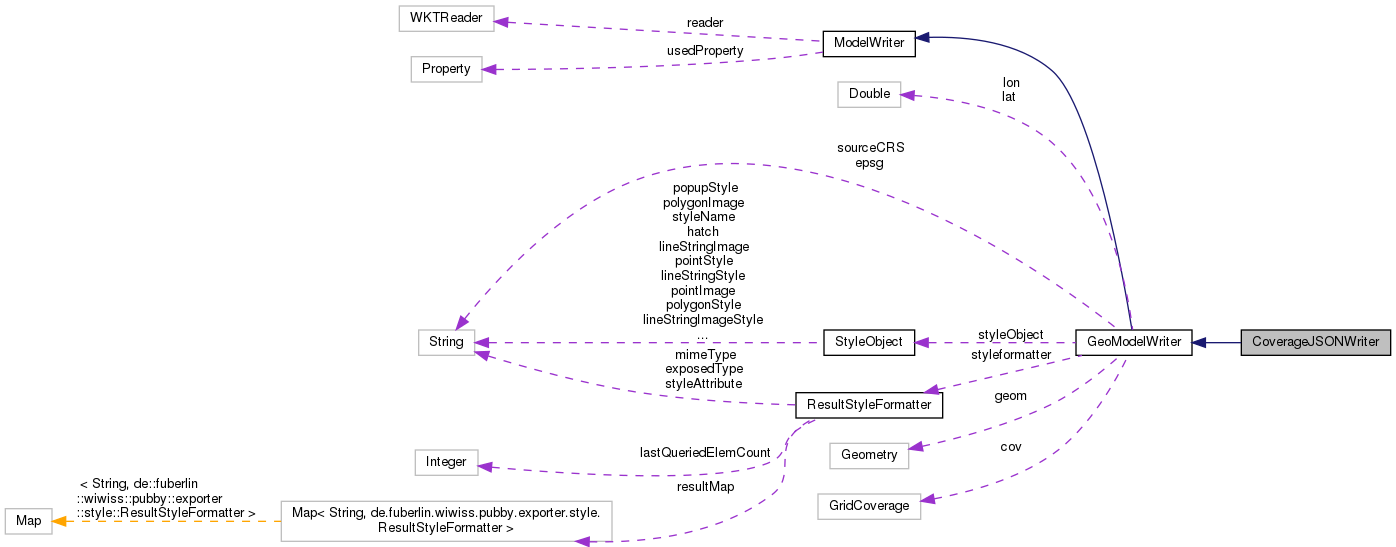 WKTReader
reader
ModelWriter
usedProperty
Property
Double
lon
lat
sourceCRS
epsg
popupStyle
polygonImage
styleName
hatch
lineStringImage
pointStyle
lineStringStyle
pointImage
polygonStyle
lineStringImageStyle
...
String
StyleObject
styleObject
GeoModelWriter
CoverageJSONWriter
mimeType
exposedType
styleAttribute
styleformatter
ResultStyleFormatter
geom
Geometry
cov
GridCoverage
lastQueriedElemCount
Integer
resultMap
< String, de::fuberlin
::wiwiss::pubby::exporter
::style::ResultStyleFormatter >
Map
Map< String, de.fuberlin.wiwiss.pubby.exporter.style.
ResultStyleFormatter >